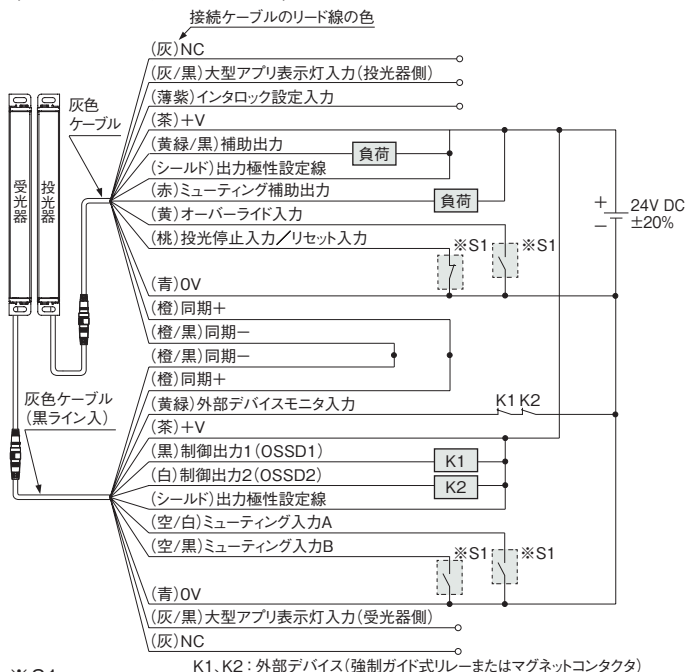 接続ケーブルのリード線の色
(灰)NC
(灰/黒)大型アプリ表示灯入力(投光器側)
(薄紫)インタロック設定入力
(茶)+V
(黄緑/黒)補助出力
負荷
(シールド)出力極性設定線
(赤)ミューティング補助出力
負荷
(黄)オーバーライド入力
(桃)投光停止入力/リセット入力
※S1
※S1
(青)0V
(橙)同期+
(橙/黒)同期−
(橙/黒)同期−
(橙)同期+
(黄緑)外部デバイスモニタ入力
K1 K2
(茶)+V
(黒)制御出力1(OSSD1)
K1
(白)制御出力2(OSSD2)
K2
(シールド)出力極性設定線
(空/白)ミューティング入力A
(空/黒)ミューティング入力B
※S1
※S1
(青)0V
(灰/黒)大型アプリ表示灯入力(受光器側)
(灰)NC
灰色
ケーブル
受光器
投光器
灰色ケーブル
(黒ライン入)
+
−
24V DC
±20%
※S1
K1、K2:外部デバイス(強制ガイド式リレーまたはマグネットコンタクタ)